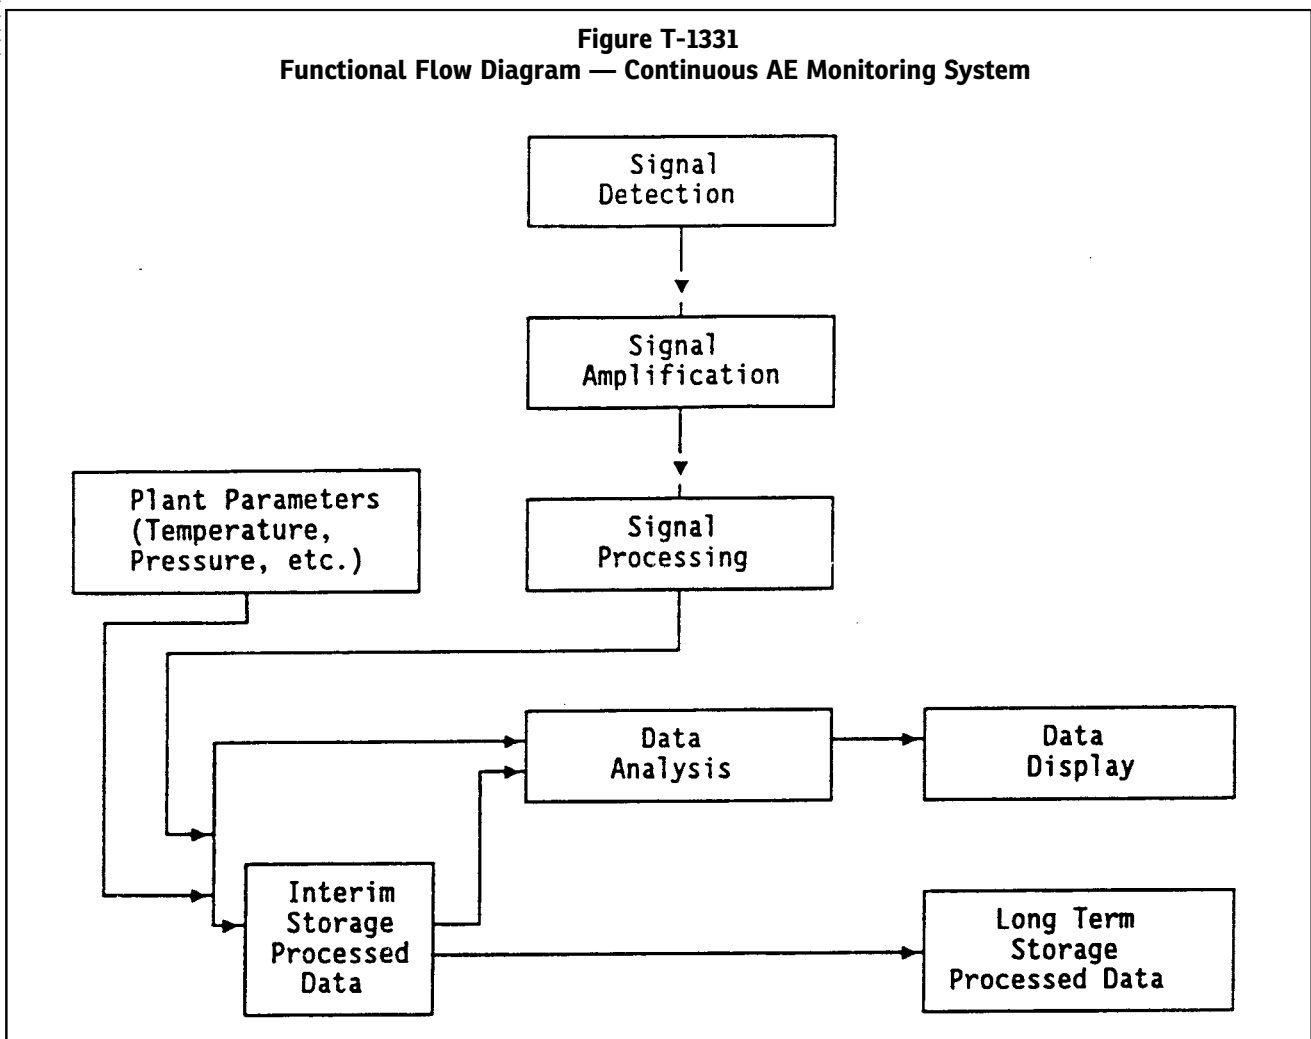 Figure T-1331
Functional Flow Diagram — Continuous AE Monitoring System
Signal
Detection
Signal
Amplification
Plant Parameters
(Temperature,
Pressure, etc.)
Signal
Processing
Data
Analysis
Data
Display
Interim
Storage
Processed
Data
Long Term
Storage
Processed Data